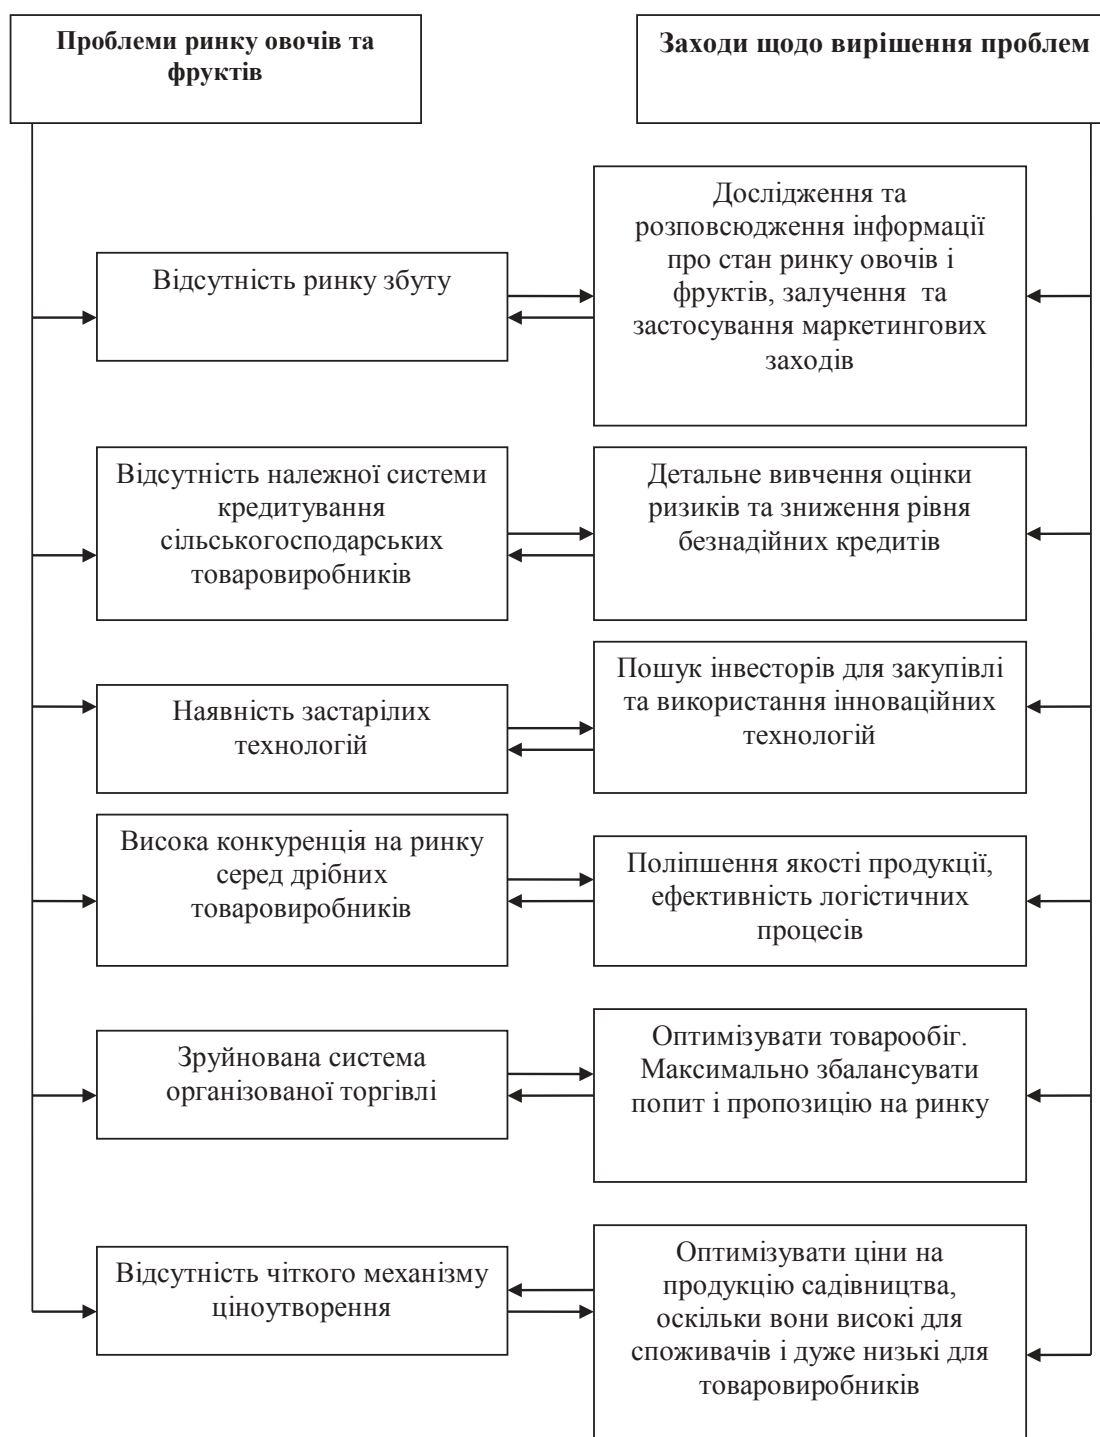 Проблеми ринку овочів та
фруктів
Заходи щодо вирішення проблем
Відсутність ринку збуту
Дослідження та
розповсюдження інформації
про стан ринку овочів і
фруктів, залучення та
застосування маркетингових
заходів
Відсутність належної системи
кредитування
сільськогосподарських
товаровиробників
Детальне вивчення оцінки
ризиків та зниження рівня
безнадійних кредитів
Наявність застарілих
технологій
Пошук інвесторів для закупівлі
та використання інноваційних
технологій
Висока конкуренція на ринку
серед дрібних
товаровиробників
Поліпшення якості продукції,
ефективність логістичних
процесів
Зруйнована система
організованої торгівлі
Оптимізувати товарообіг.
Максимально збалансувати
попит і пропозицію на ринку
Відсутність чіткого механізму
ціноутворення
Оптимізувати ціни на
продукцію садівництва,
оскільки вони високі для
споживачів і дуже низькі для
товаровиробників